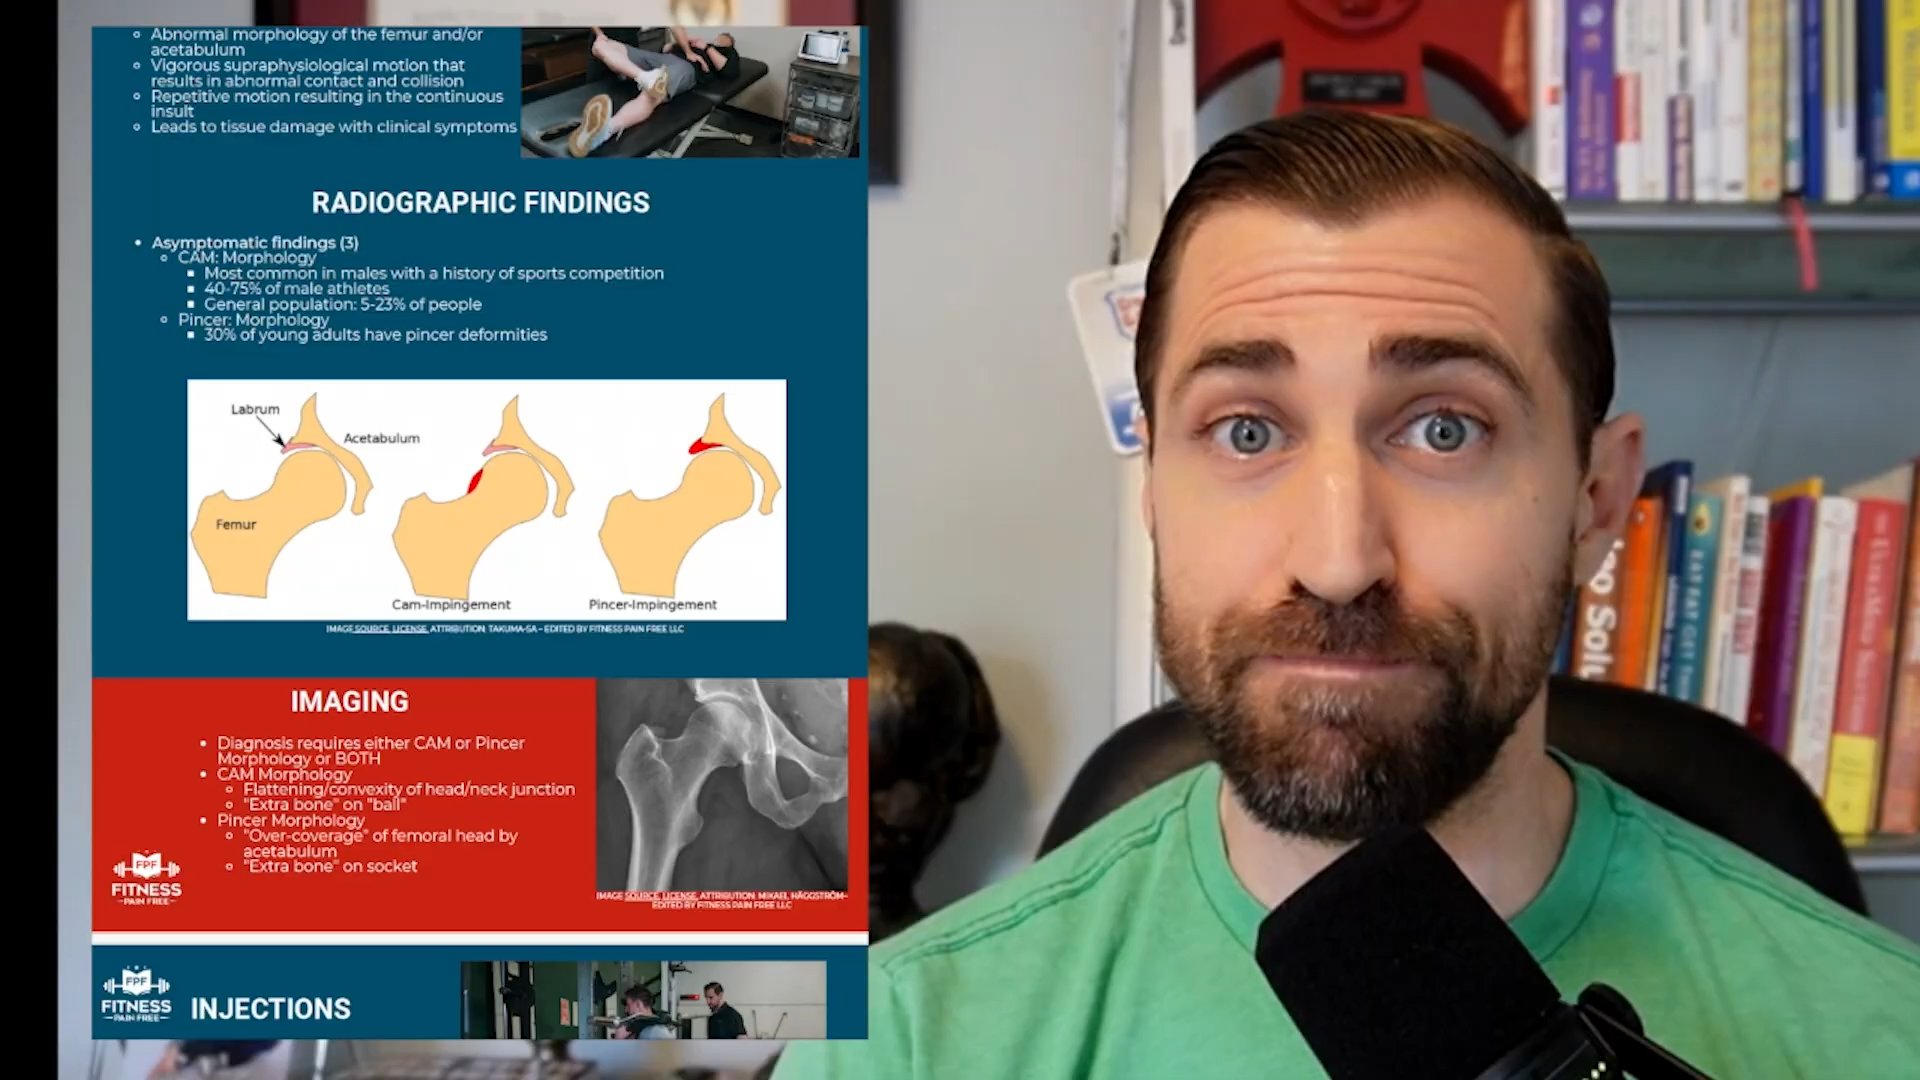 Abnormal morphology of the femur and/or
acetabulum
Vigorous supraphysiological motion that
results in abnormal contact and collision
Repetitive motion resulting in the continuous
insult
Leads to tissue damage with clinical symptoms
RADIOGRAPHIC FINDINGS
Asymptomatic findings (3)
CAM: Morphology
Most common in males with a history of sports competition
40-75% of male athletes
General population: 5-23% of people
Pincer: Morphology
30% of young adults have pincer deformities
Labrum
Acetabulum
Femur
Cam-Impingement
Pincer-Impingement
IMAGE SOURCE, LICENSE, ATTRIBUTION: TAKUMA-SA – EDITED BY FITNESS PAIN FREE LLC
IMAGING
Diagnosis requires either CAM or Pincer
Morphology or BOTH
CAM Morphology
Flattening/convexity of head/neck junction
"Extra bone" on "ball"
Pincer Morphology
"Over-coverage" of femoral head by
acetabulum
"Extra bone" on socket
FPF
FITNESS
PAIN FREE
IMAGE SOURCE, LICENSE, ATTRIBUTION: MIKAEL HÄGGSTRÖM–
EDITED BY FITNESS PAIN FREE LLC
FPF
FITNESS
PAIN FREE
INJECTIONS